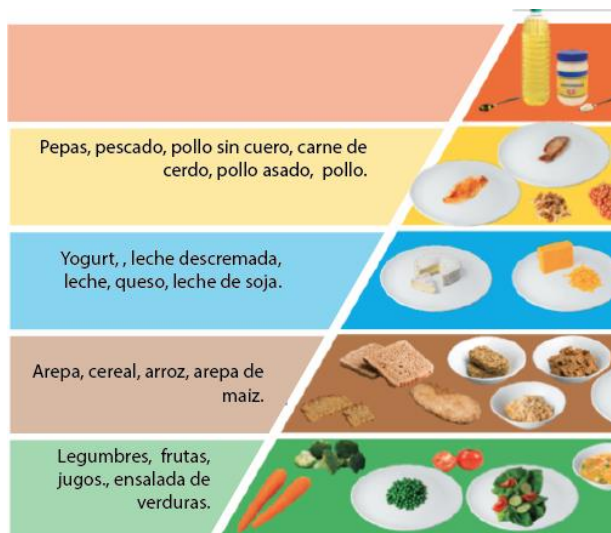 Pepas, pescado, pollo sin cuero, carne de
cerdo, pollo asado,  pollo.
Yogurt, , leche descremada,
leche, queso, leche de soja.
Arepa, cereal, arroz, arepa de
maiz.
Legumbres,  frutas,
jugos., ensalada de
verduras.